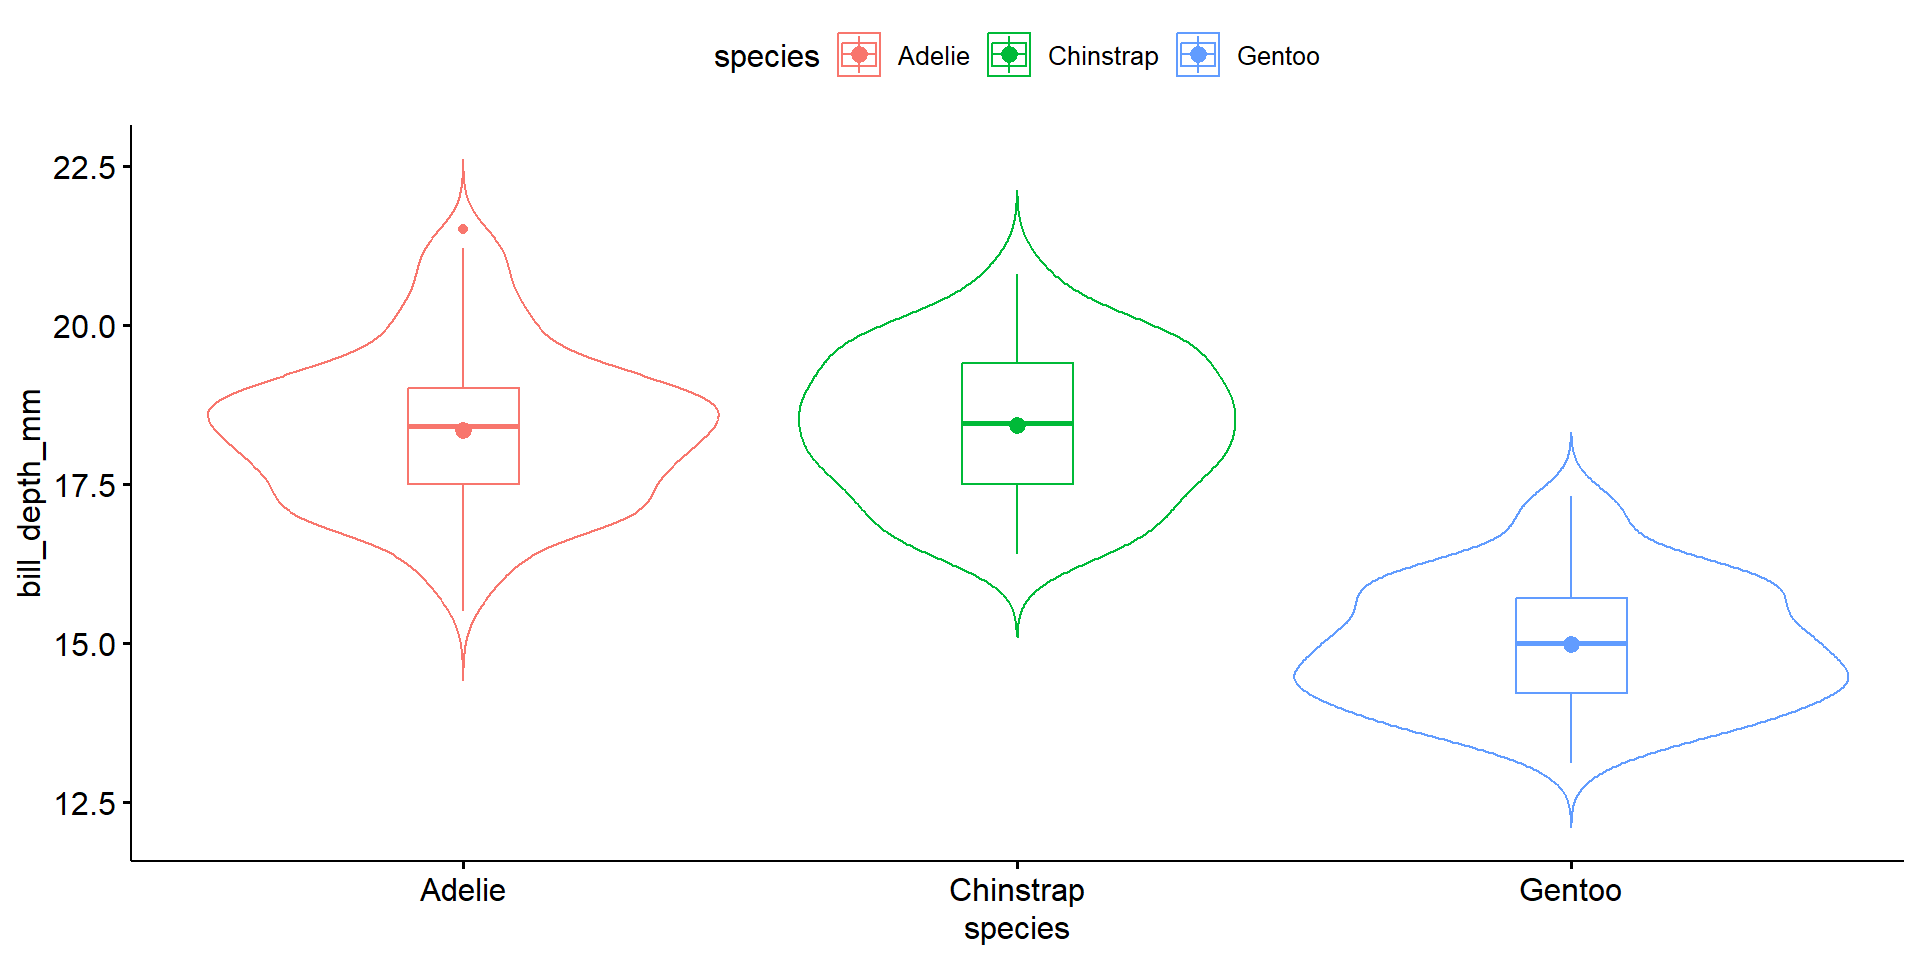 species Adelie Chinstrap Gentoo
bill_depth_mm
22.5
20.0
17.5
15.0
12.5
Adelie Chinstrap Gentoo
species